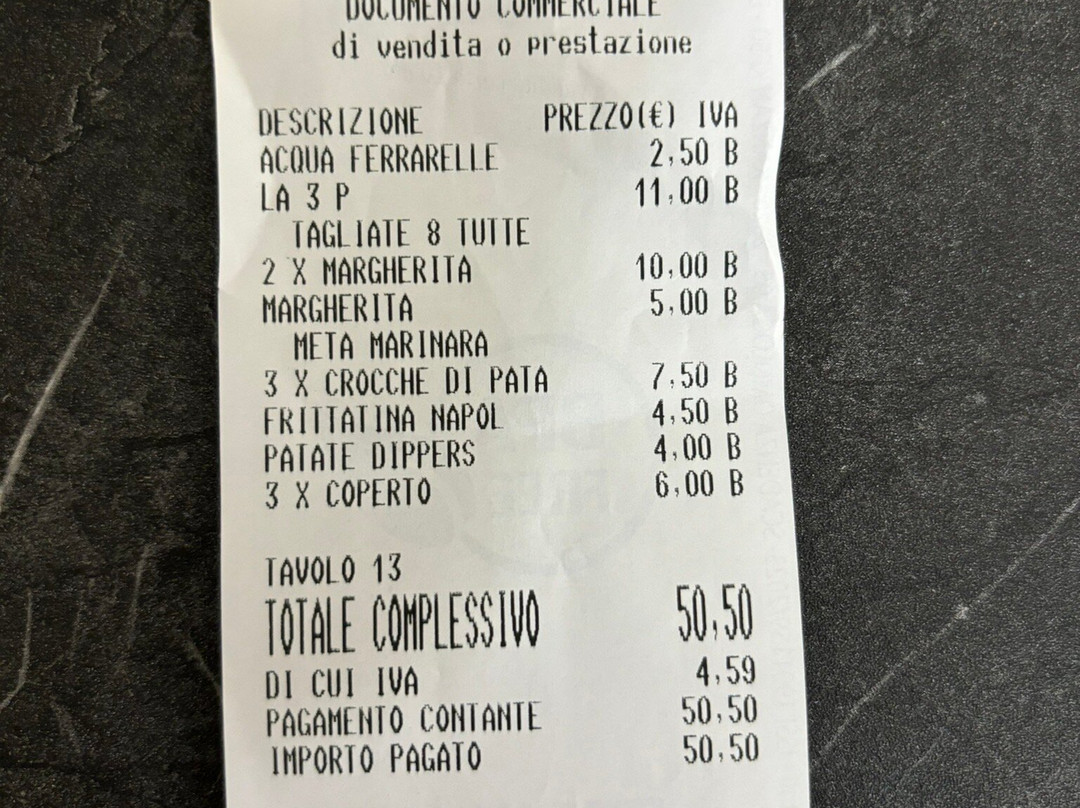 DOCUMENTO COMMERCIALE
di vendita o prestazione
DESCRIZIONE PREZZO(€) IVA
ACQUA FERRARELLE 2,50 B
LA 3 P 11,00 B
TAGLIATE 8 TUTTE
2 X MARGHERITA 10,00 B
MARGHERITA 5,00 B
META MARINARA
3 X CROCCHE DI PATA 7,50 B
FRITTATINA NAPOL 4,50 B
PATATE DIPPERS 4,00 B
3 X COPERTO 6,00 B
TAVOLO 13
TOTALE COMPLESSIVO 50,50
DI CUI IVA 4,59
PAGAMENTO CONTANTE 50,50
IMPORTO PAGATO 50,50